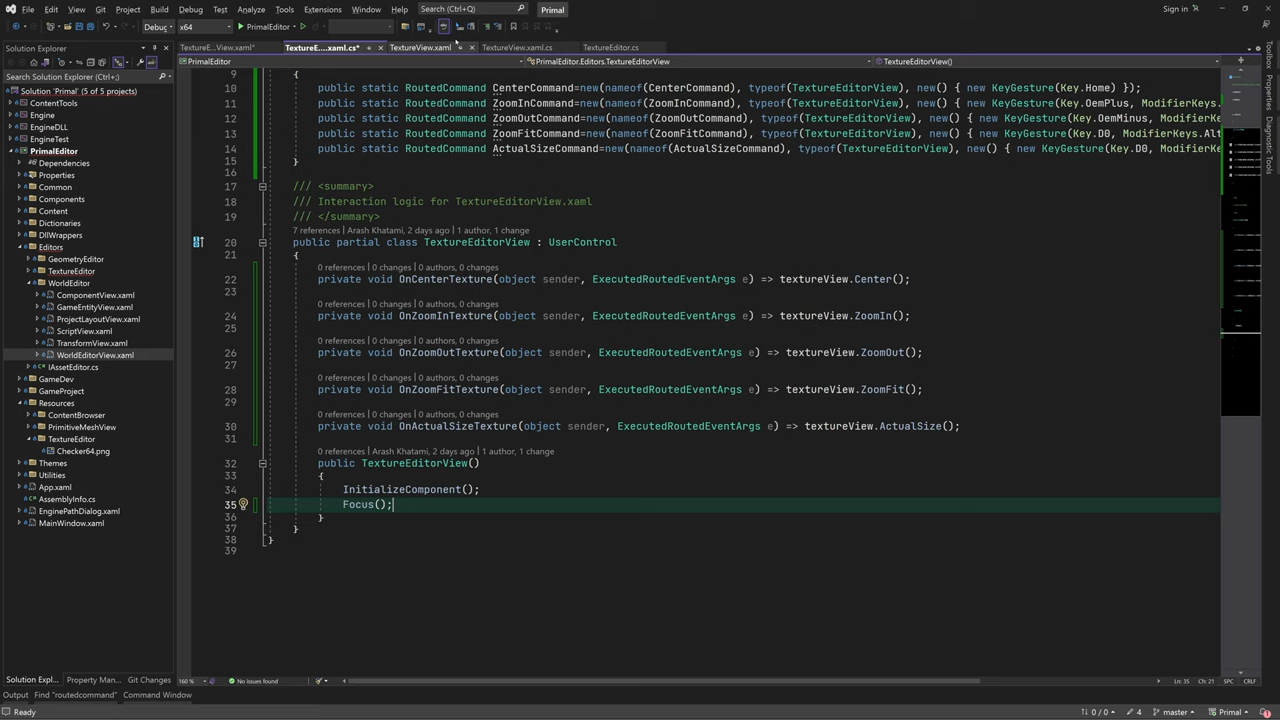 File Edit View Git Project Build Debug Test Analyze Tools Extensions Window Help Search (Ctrl+Q) Primal Sign in
Debug x64 PrimalEditor
Solution Explorer
TextureE...View.xaml* TextureE....xaml.cs* TextureView.xaml TextureView.xaml.cs TextureEditor.cs
PrimalEditor PrimalEditor.Editors.TextureEditorView TextureEditorView()
Search Solution Explorer (Ctrl+;)
Solution 'Primal' (5 of 5 projects)
ContentTools
Engine
EngineDLL
EngineTest
PrimalEditor
Dependencies
Properties
Common
Components
Content
Dictionaries
DllWrappers
Editors
GeometryEditor
TextureEditor
WorldEditor
ComponentView.xaml
GameEntityView.xaml
ProjectLayoutView.xaml
ScriptView.xaml
TransformView.xaml
WorldEditorView.xaml
IAssetEditor.cs
GameDev
GameProject
Resources
ContentBrowser
PrimitiveMeshView
TextureEditor
Checker64.png
Themes
Utilities
App.xaml
AssemblyInfo.cs
EnginePathDialog.xaml
MainWindow.xaml
9 {
10 public static RoutedCommand CenterCommand=new(nameof(CenterCommand), typeof(TextureEditorView), new() { new KeyGesture(Key.Home) });
11 public static RoutedCommand ZoomInCommand=new(nameof(ZoomInCommand), typeof(TextureEditorView), new() { new KeyGesture(Key.OemPlus, ModifierKeys.
12 public static RoutedCommand ZoomOutCommand=new(nameof(ZoomOutCommand), typeof(TextureEditorView), new() { new KeyGesture(Key.OemMinus, ModifierKe
13 public static RoutedCommand ZoomFitCommand=new(nameof(ZoomFitCommand), typeof(TextureEditorView), new() { new KeyGesture(Key.D0, ModifierKeys.Alt
14 public static RoutedCommand ActualSizeCommand=new(nameof(ActualSizeCommand), typeof(TextureEditorView), new() { new KeyGesture(Key.D0, ModifierKe
15 }
16
17 /// <summary>
18 /// Interaction logic for TextureEditorView.xaml
19 /// </summary>
7 references | Arash Khatami, 2 days ago | 1 author, 1 change
20 public partial class TextureEditorView : UserControl
21 {
0 references | 0 changes | 0 authors, 0 changes
22 private void OnCenterTexture(object sender, ExecutedRoutedEventArgs e) => textureView.Center();
23
0 references | 0 changes | 0 authors, 0 changes
24 private void OnZoomInTexture(object sender, ExecutedRoutedEventArgs e) => textureView.ZoomIn();
25
0 references | 0 changes | 0 authors, 0 changes
26 private void OnZoomOutTexture(object sender, ExecutedRoutedEventArgs e) => textureView.ZoomOut();
27
0 references | 0 changes | 0 authors, 0 changes
28 private void OnZoomFitTexture(object sender, ExecutedRoutedEventArgs e) => textureView.ZoomFit();
29
0 references | 0 changes | 0 authors, 0 changes
30 private void OnActualSizeTexture(object sender, ExecutedRoutedEventArgs e) => textureView.ActualSize();
31
0 references | Arash Khatami, 2 days ago | 1 author, 1 change
32 public TextureEditorView()
33 {
34 InitializeComponent();
35 Focus();
36 }
37 }
38 }
39
Toolbox
Properties
Diagnostic Tools
Solution Expl... Property Man... Git Changes
160 % No issues found Ln: 35 Ch: 21 SPC CRLF
Output Find "routedcommand" Command Window
Ready 0 / 0 4 master Primal 1